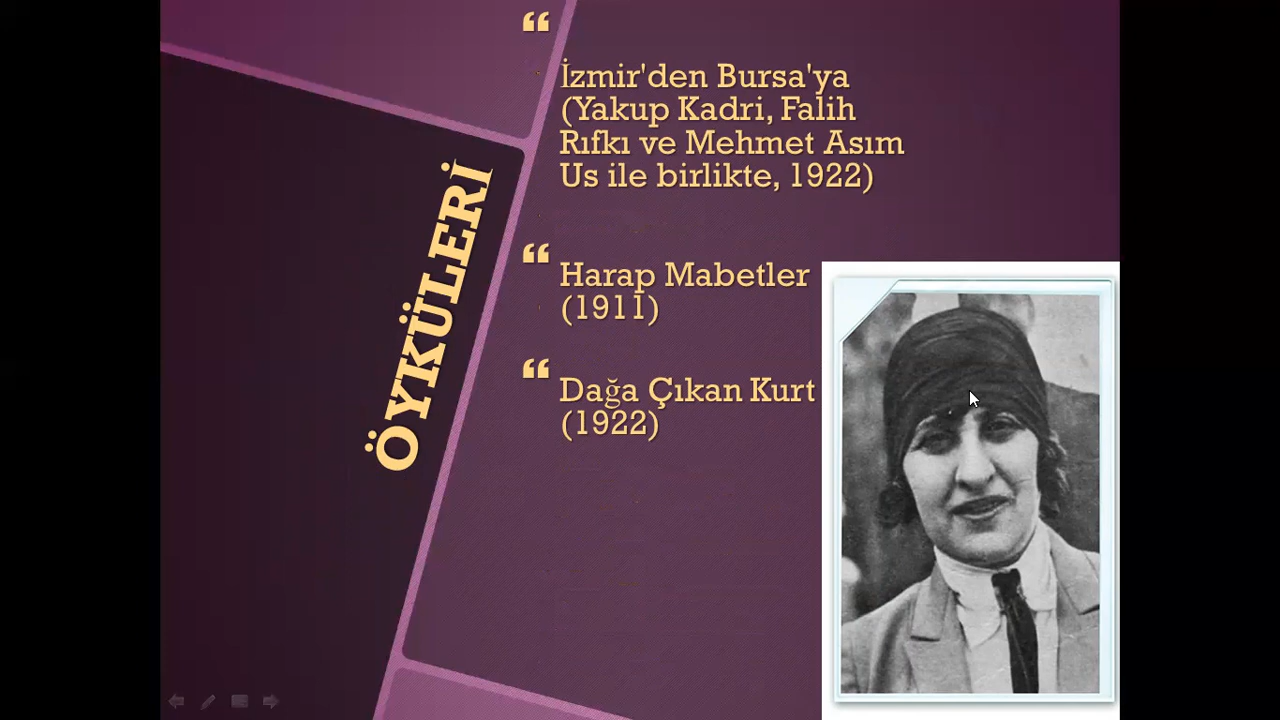 ÖYKÜLERİ
İzmir'den Bursa'ya
(Yakup Kadri, Falih
Rıfkı ve Mehmet Asım
Us ile birlikte, 1922)
Harap Mabetler
(1911)
Dağa Çıkan Kurt
(1922)